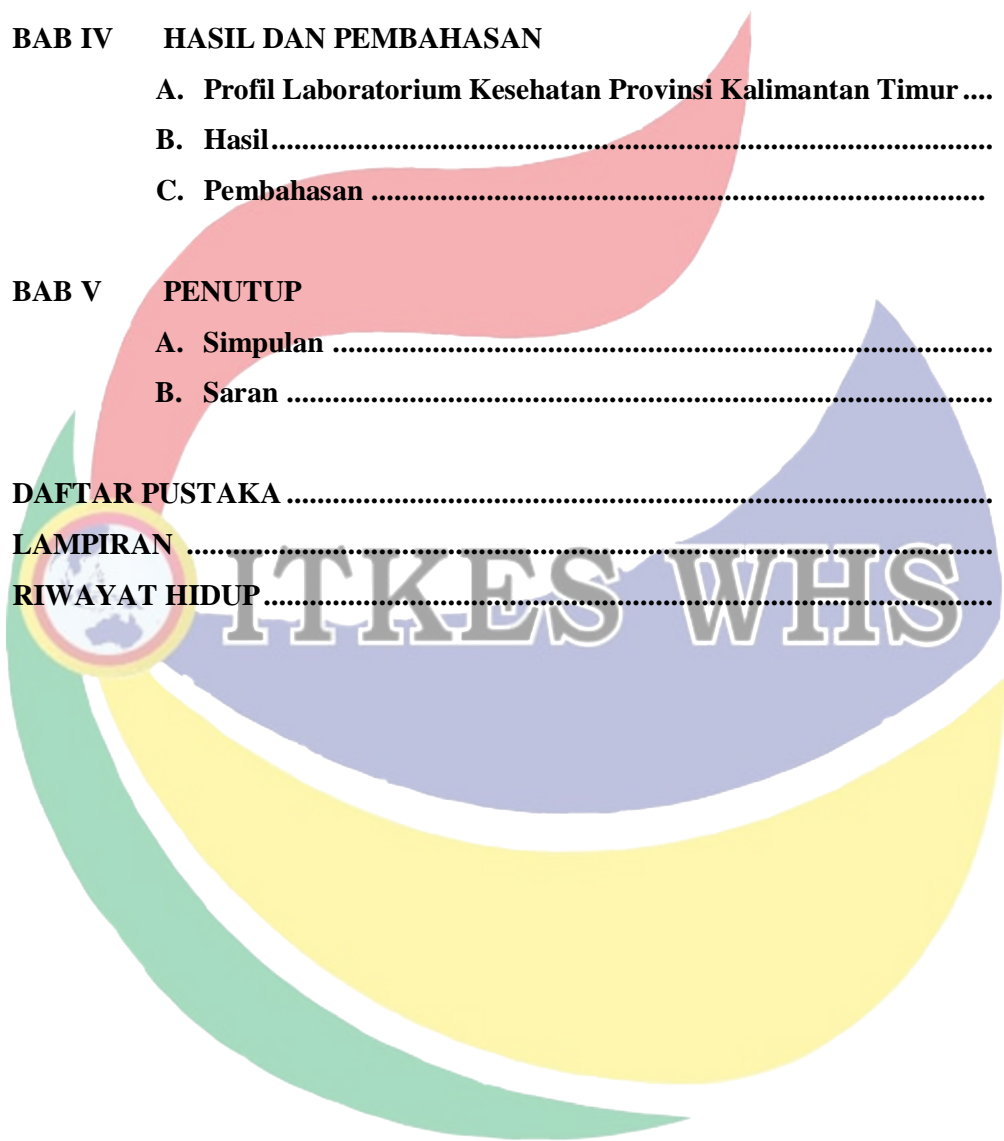 BAB IV HASIL DAN PEMBAHASAN
A. Profil Laboratorium Kesehatan Provinsi Kalimantan Timur ....
B. Hasil...............................................................................................
C. Pembahasan ................................................................................
BAB V PENUTUP
A. Simpulan .......................................................................................
B. Saran .............................................................................................
DAFTAR PUSTAKA .............................................................................................
LAMPIRAN ..........................................................................................................
RIWAYAT HIDUP................................................................................................
ITKES WHS